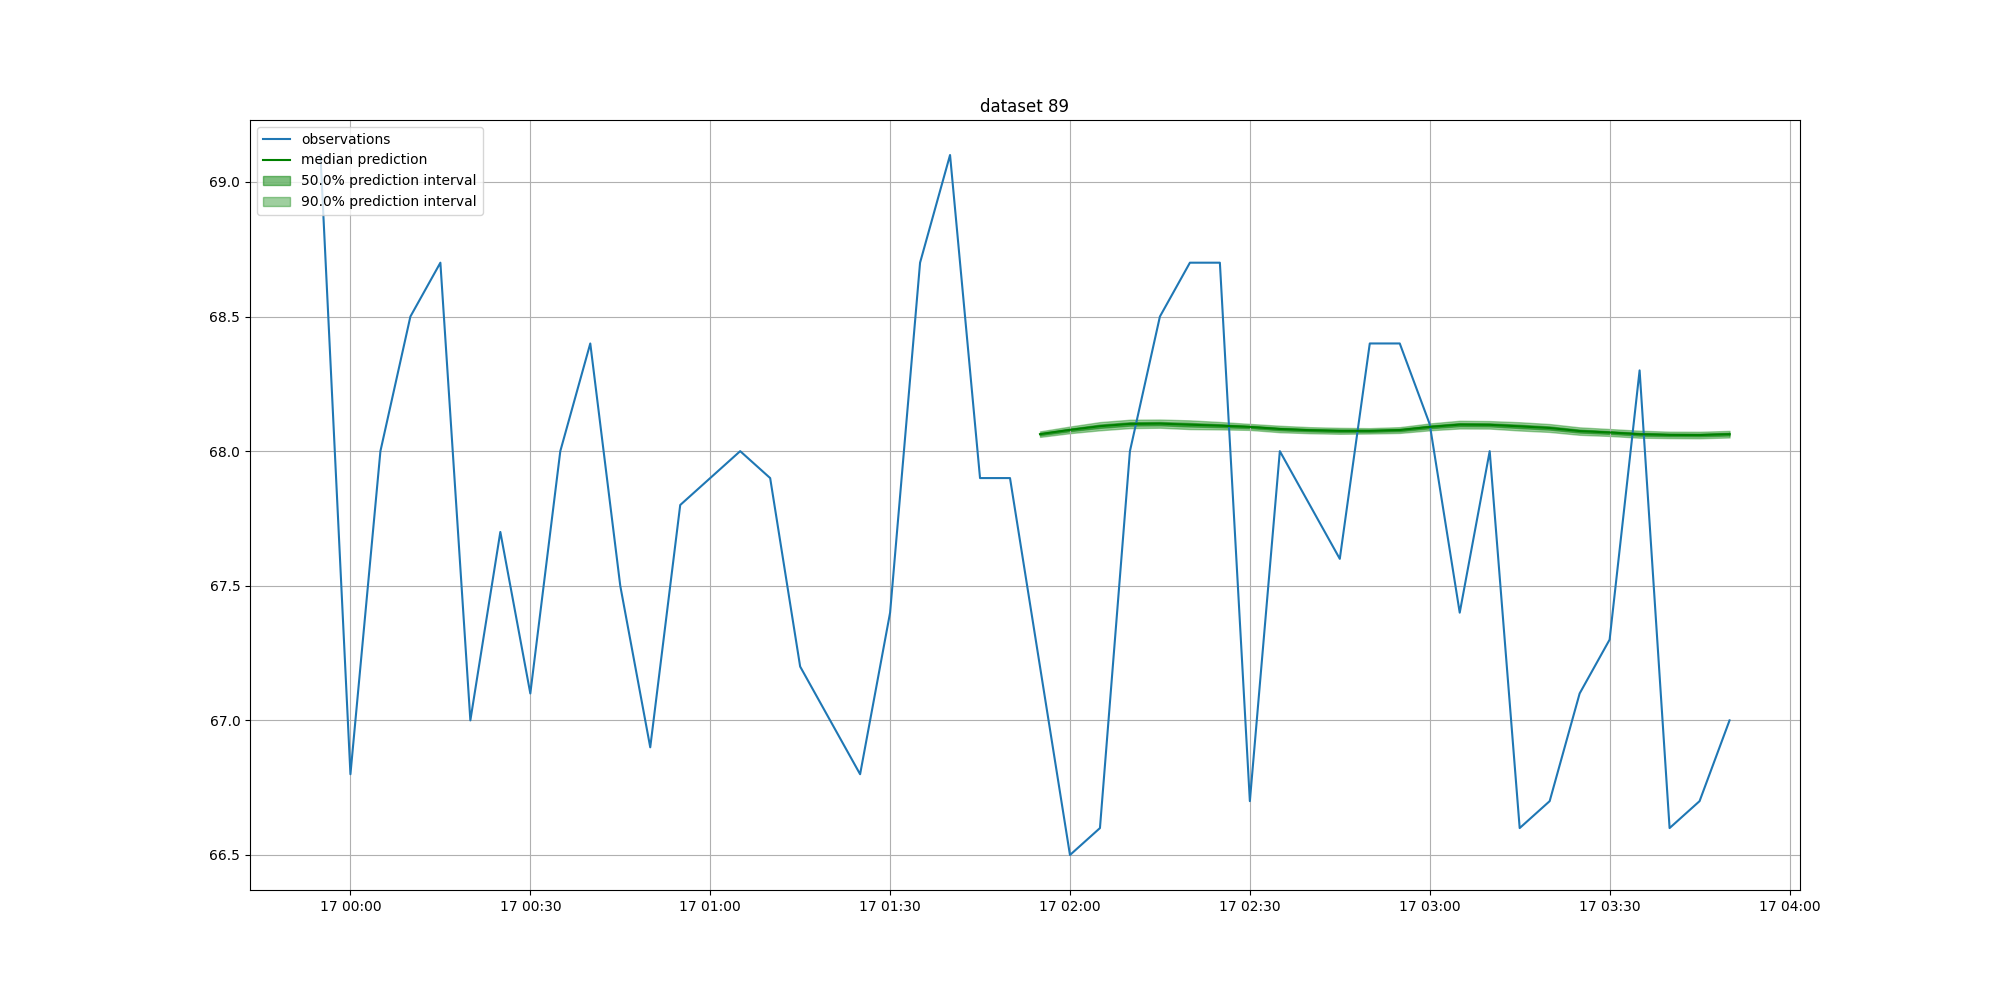 dataset 89
observations
median prediction
50.0% prediction interval
90.0% prediction interval
69.0
68.5
68.0
67.5
67.0
66.5
17 00:00 17 00:30 17 01:00 17 01:30 17 02:00 17 02:30 17 03:00 17 03:30 17 04:00